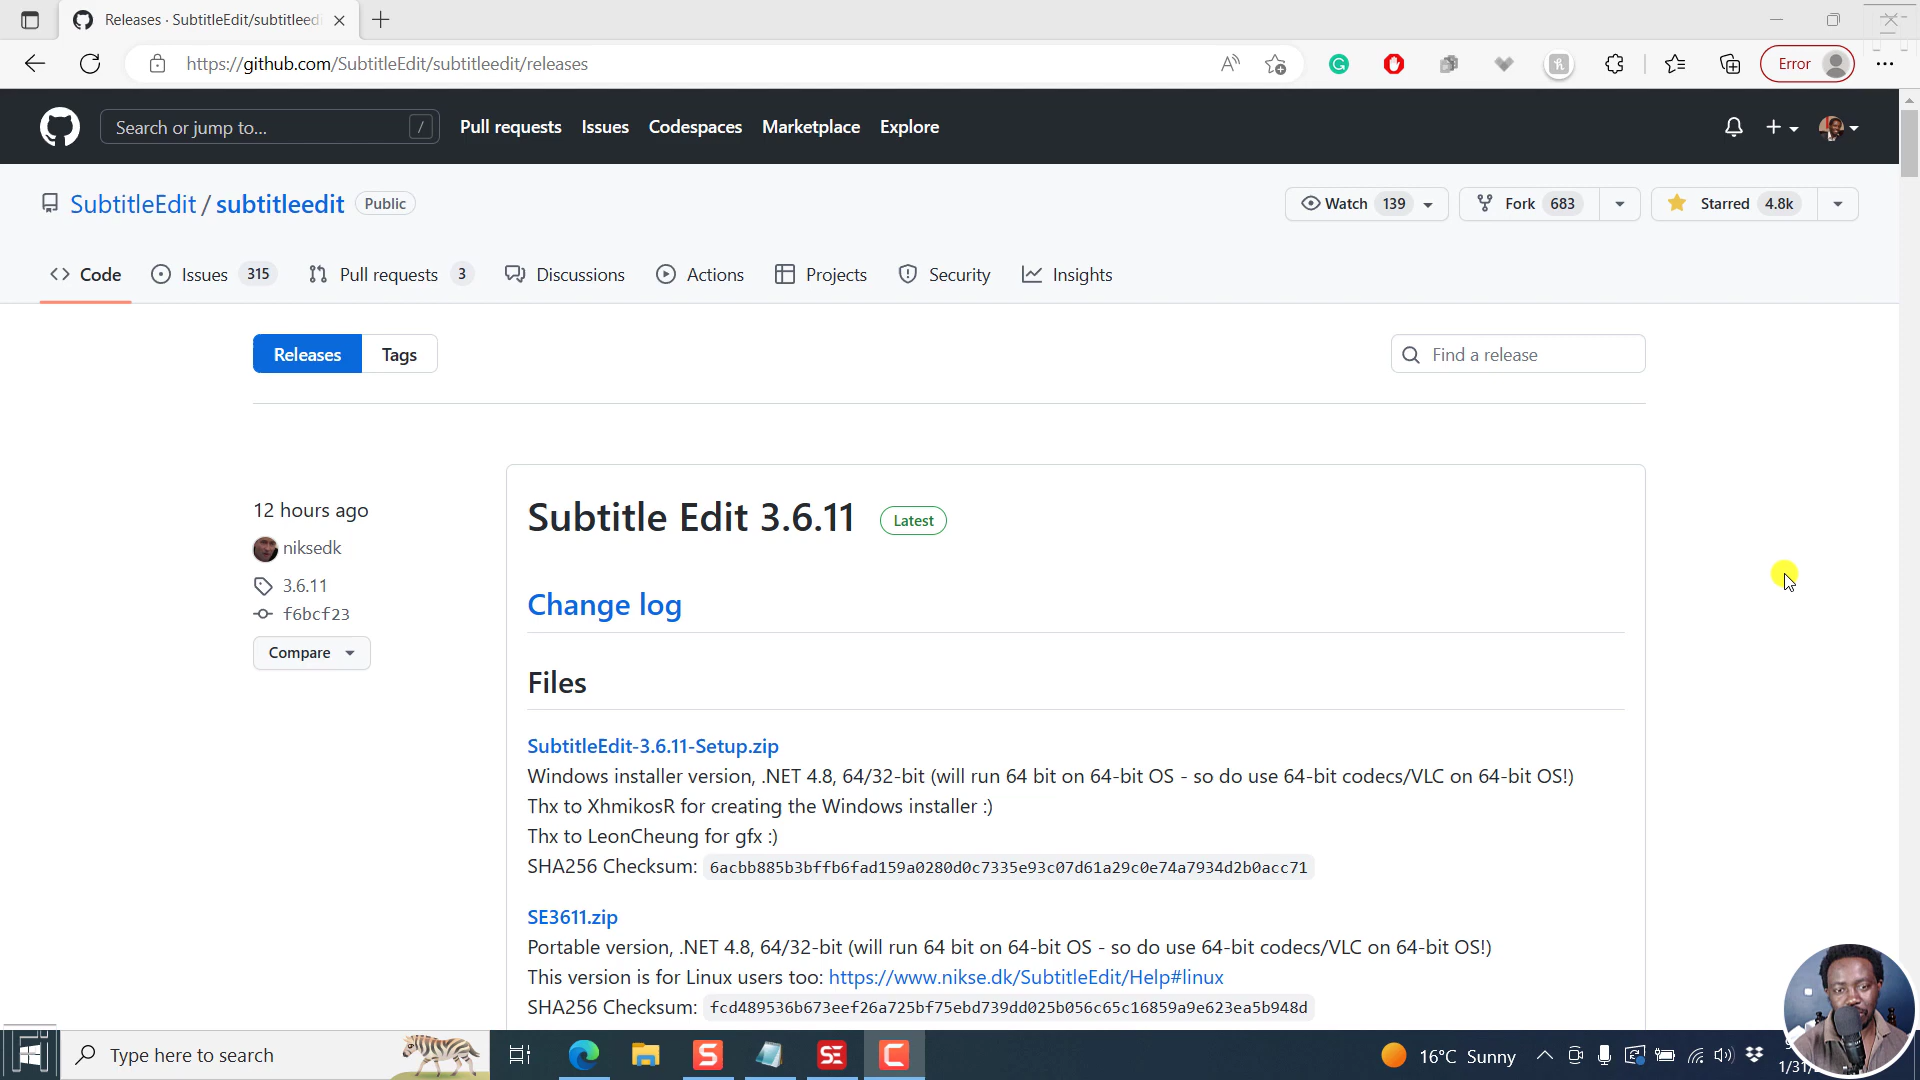 Releases · SubtitleEdit/subtitleed
https://github.com/SubtitleEdit/subtitleedit/releases
Error
Search or jump to... /
Pull requests Issues Codespaces Marketplace Explore
SubtitleEdit / subtitleedit Public
Watch 139 Fork 683 Starred 4.8k
Code Issues 315 Pull requests 3 Discussions Actions Projects Security Insights
Releases Tags
Find a release
12 hours ago
niksedk
3.6.11
f6bcf23
Compare
Subtitle Edit 3.6.11 Latest
Change log
Files
SubtitleEdit-3.6.11-Setup.zip
Windows installer version, .NET 4.8, 64/32-bit (will run 64 bit on 64-bit OS - so do use 64-bit codecs/VLC on 64-bit OS!)
Thx to XhmikosR for creating the Windows installer :)
Thx to LeonCheung for gfx :)
SHA256 Checksum: 6acbb885b3bffb6fad159a0280d0c7335e93c07d61a29c0e74a7934d2b0acc71
SE3611.zip
Portable version, .NET 4.8, 64/32-bit (will run 64 bit on 64-bit OS - so do use 64-bit codecs/VLC on 64-bit OS!)
This version is for Linux users too: https://www.nikse.dk/SubtitleEdit/Help#linux
SHA256 Checksum: fcd489536b673eef26a725bf75ebd739dd025b056c65c16859a9e623ea5b948d
Type here to search
S
SE
C
16°C Sunny
1/31/